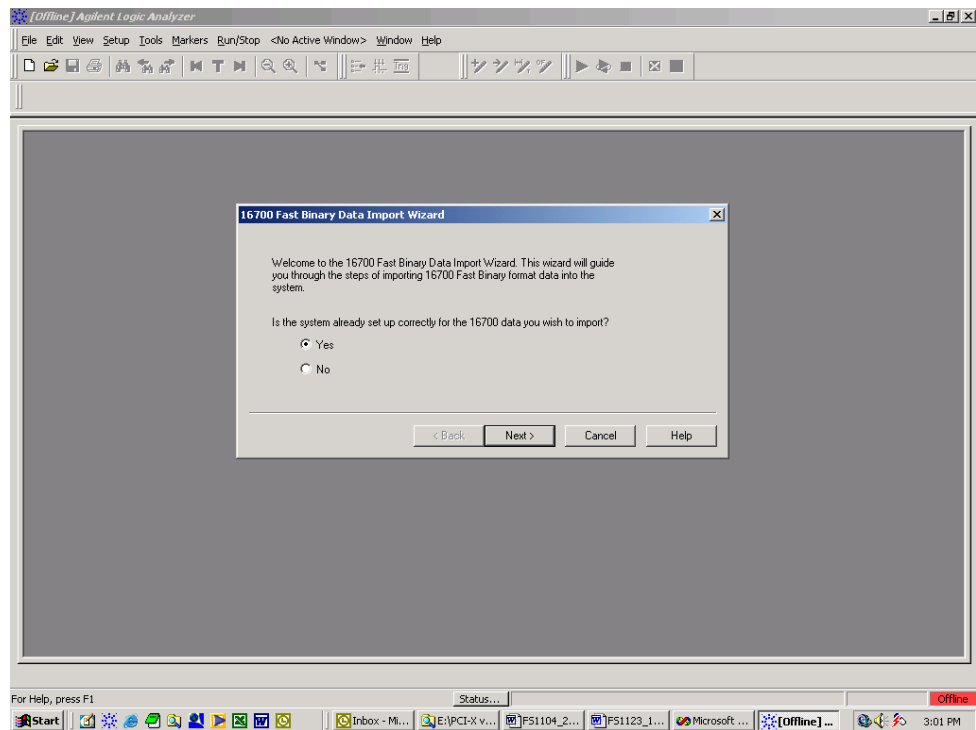 [Offline] Agilent Logic Analyzer
File Edit View Setup Tools Markers Run/Stop <No Active Window> Window Help
Trig
16700 Fast Binary Data Import Wizard
Welcome to the 16700 Fast Binary Data Import Wizard. This wizard will guide
you through the steps of importing 16700 Fast Binary format data into the
system.
Is the system already set up correctly for the 16700 data you wish to import?
Yes
No
< Back Next > Cancel Help
For Help, press F1 Status... Offline
Start Inbox - Mi... E:\PCI-X v... FS1104_2... FS1123_1... Microsoft ... [Offline] ... 3:01 PM